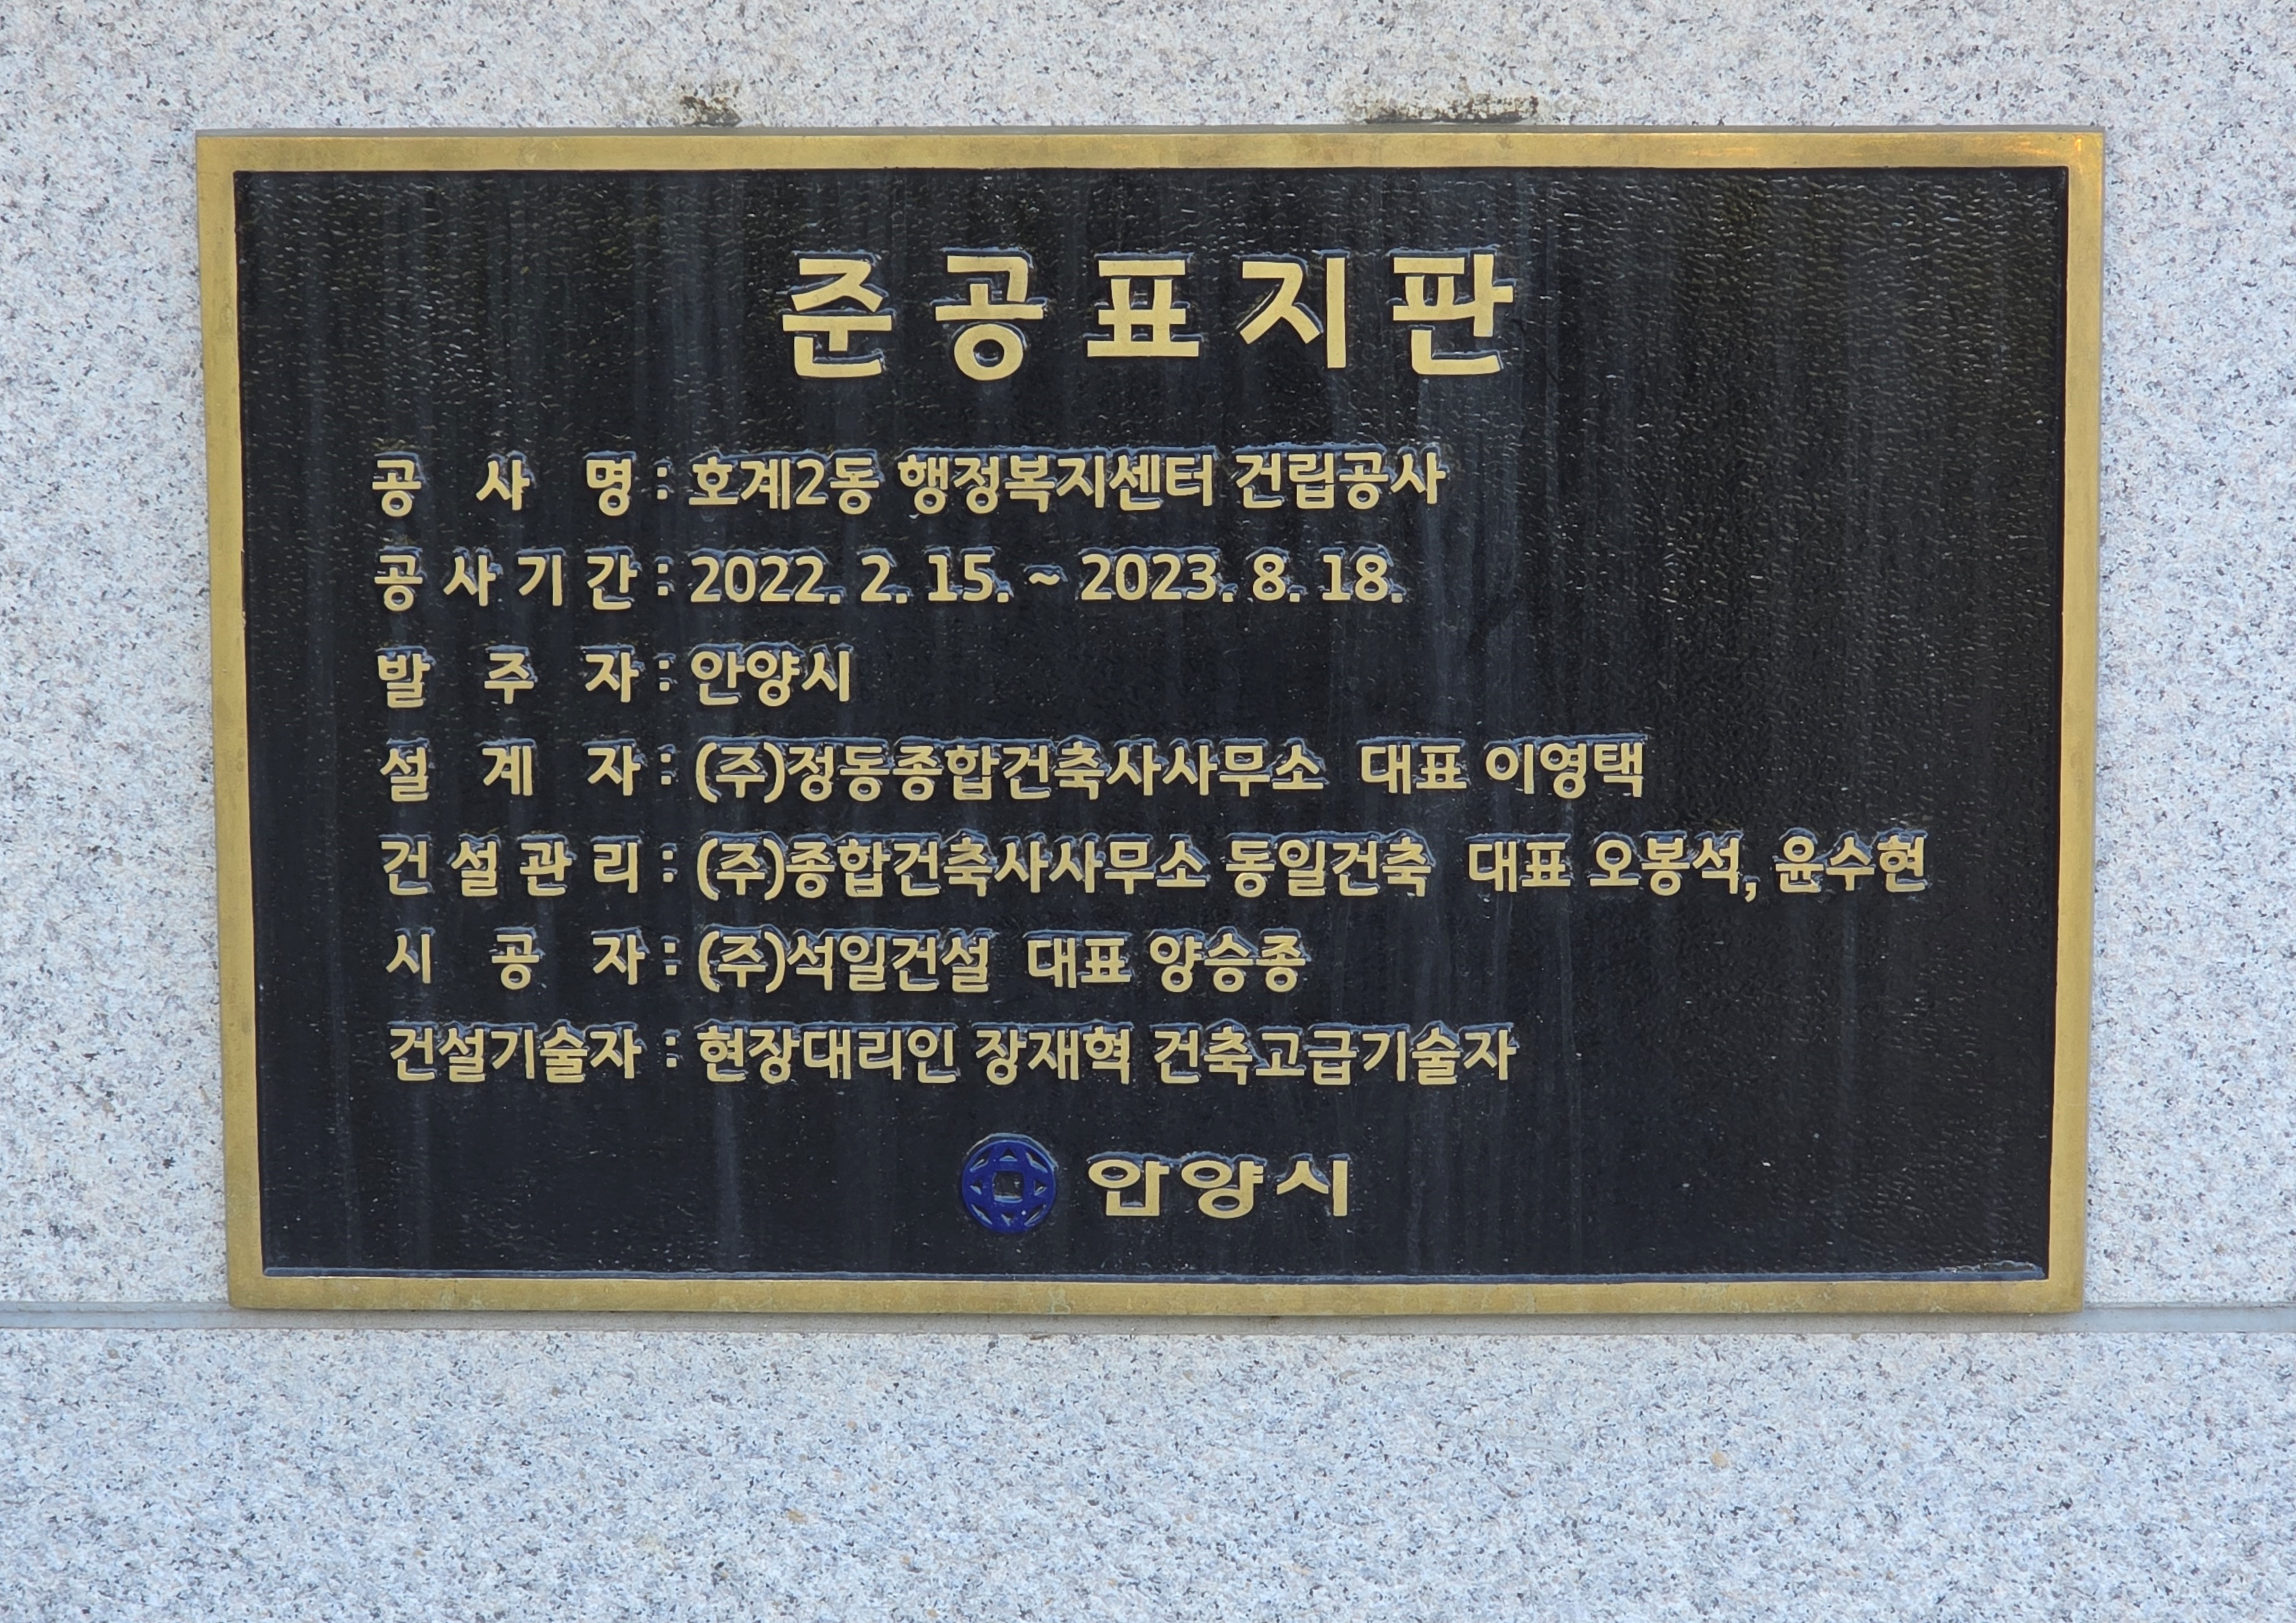 준공표지판
공사명 : 호계2동 행정복지센터 건립공사
공사기간 : 2022. 2. 15. ~ 2023. 8. 18.
발주자 : 안양시
설계자 : (주)정동종합건축사사무소 대표 이영택
건설관리 : (주)종합건축사사무소 동일건축 대표 오봉석, 윤수현
시공자 : (주)석일건설 대표 양승종
건설기술자 : 현장대리인 장재혁 건축고급기술자
안양시